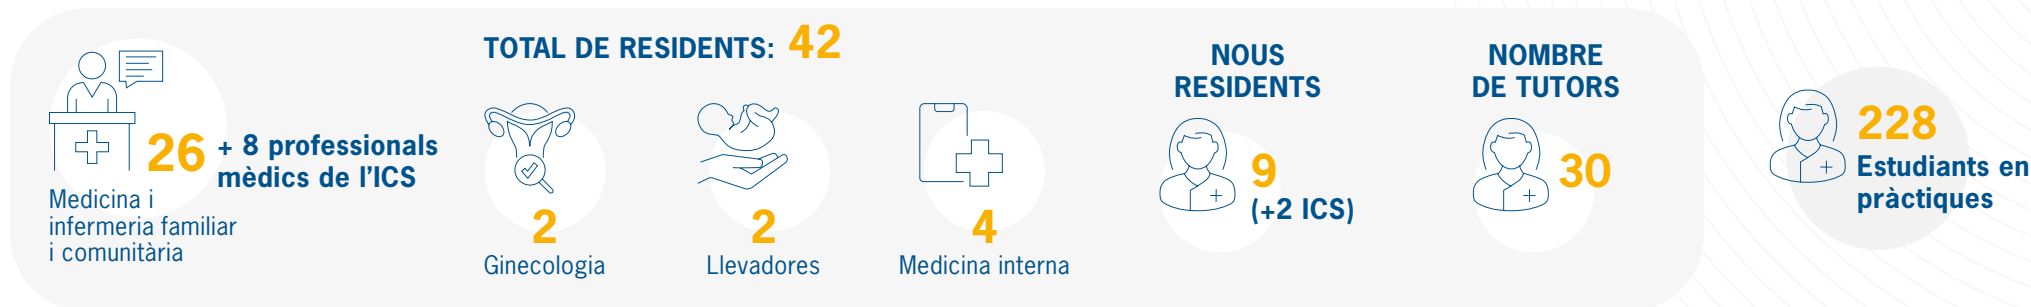 TOTAL DE RESIDENTS: 42
26 + 8 professionals
mèdics de l'ICS
Medicina i
infermeria familiar
i comunitària
2
Ginecologia
2
Llevadores
4
Medicina interna
NOUS
RESIDENTS
9
(+2 ICS)
NOMBRE
DE TUTORS
30
228
Estudiants en
pràctiques